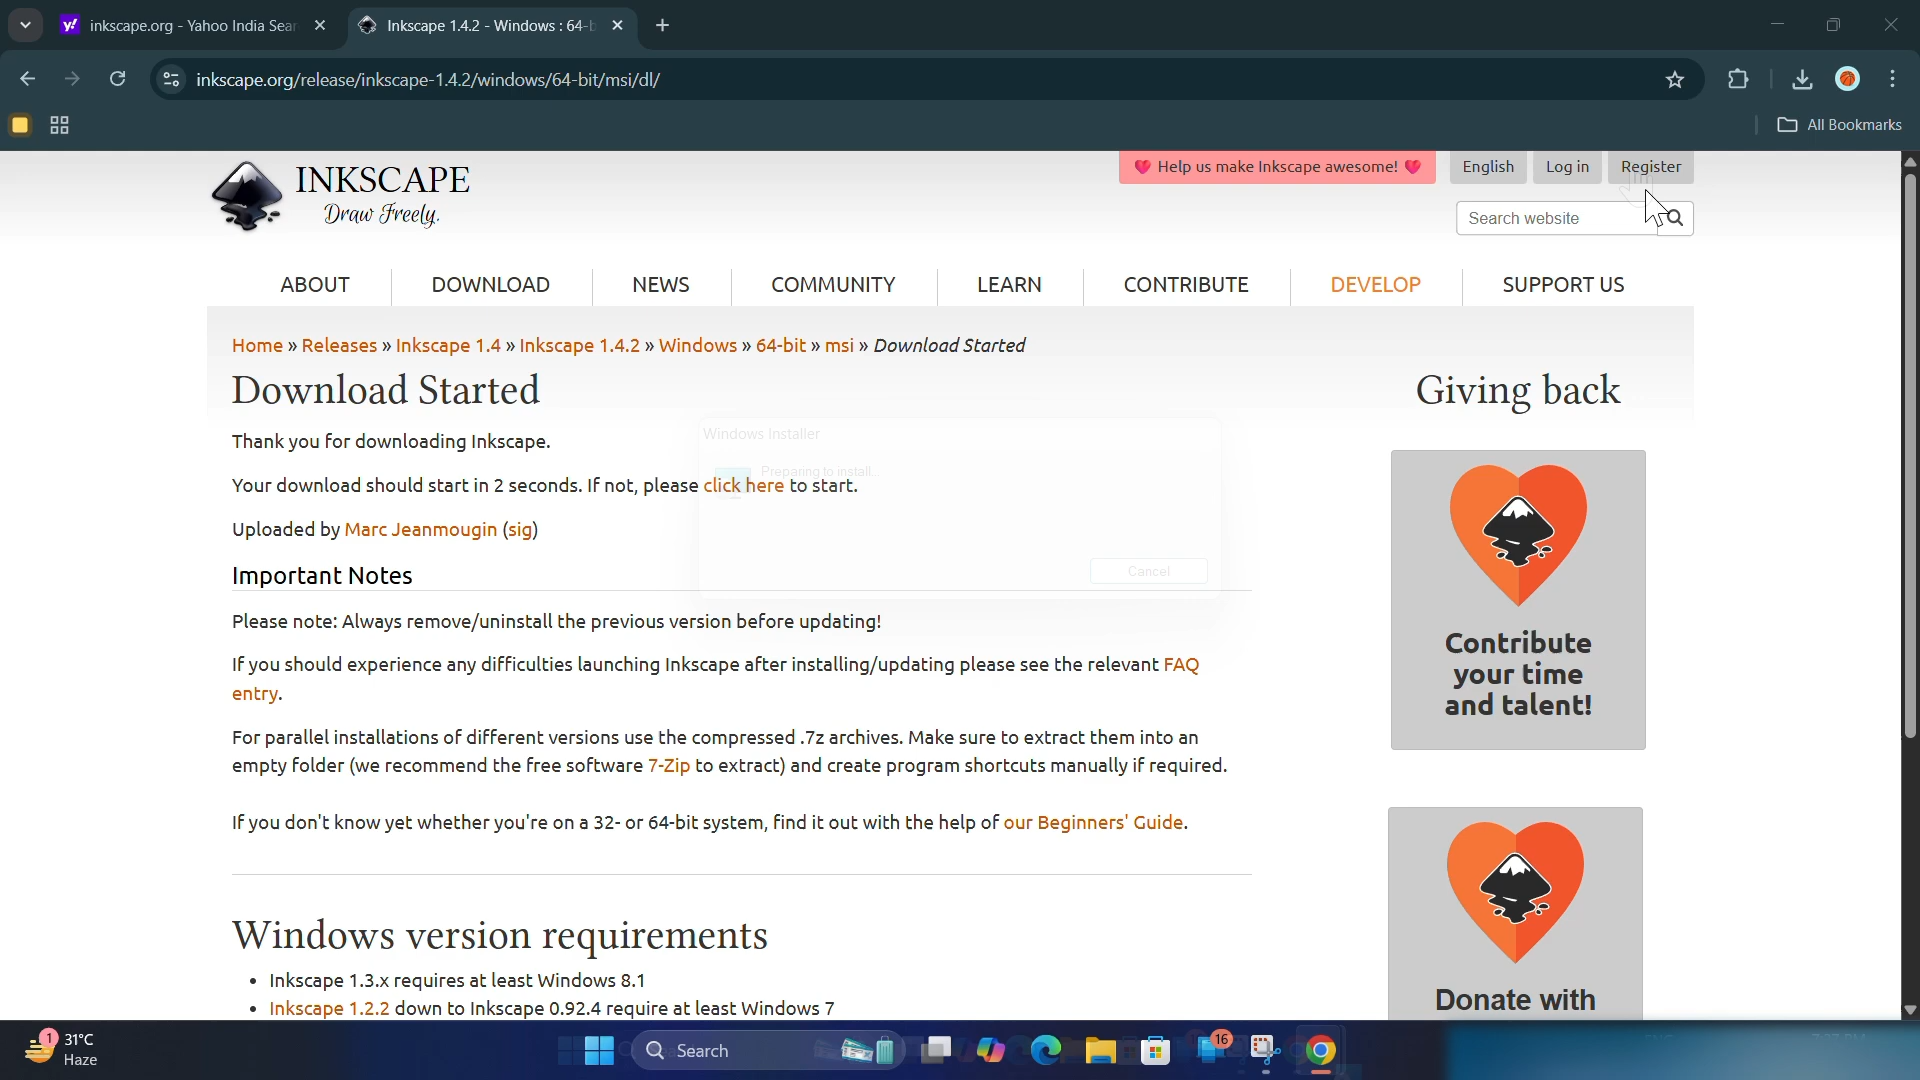 inkscape.org - Yahoo India Sear
Inkscape 1.4.2 - Windows : 64-b
inkscape.org/release/inkscape-1.4.2/windows/64-bit/msi/dl/
All Bookmarks
INKSCAPE
Draw Freely.
Help us make Inkscape awesome!
English
Log in
Register
Search website
ABOUT
DOWNLOAD
NEWS
COMMUNITY
LEARN
CONTRIBUTE
DEVELOP
SUPPORT US
Home » Releases » Inkscape 1.4 » Inkscape 1.4.2 » Windows » 64-bit » msi » Download Started
Download Started
Thank you for downloading Inkscape.
Your download should start in 2 seconds. If not, please click here to start.
Uploaded by Marc Jeanmougin (sig)
Windows Installer
Preparing to install...
Cancel
Important Notes
Please note: Always remove/uninstall the previous version before updating!
If you should experience any difficulties launching Inkscape after installing/updating please see the relevant FAQ
entry.
For parallel installations of different versions use the compressed .7z archives. Make sure to extract them into an
empty folder (we recommend the free software 7-Zip to extract) and create program shortcuts manually if required.
If you don't know yet whether you're on a 32- or 64-bit system, find it out with the help of our Beginners' Guide.
Windows version requirements
• Inkscape 1.3.x requires at least Windows 8.1
• Inkscape 1.2.2 down to Inkscape 0.92.4 require at least Windows 7
Giving back
Contribute
your time
and talent!
Donate with
1
31°C
Haze
Search
16